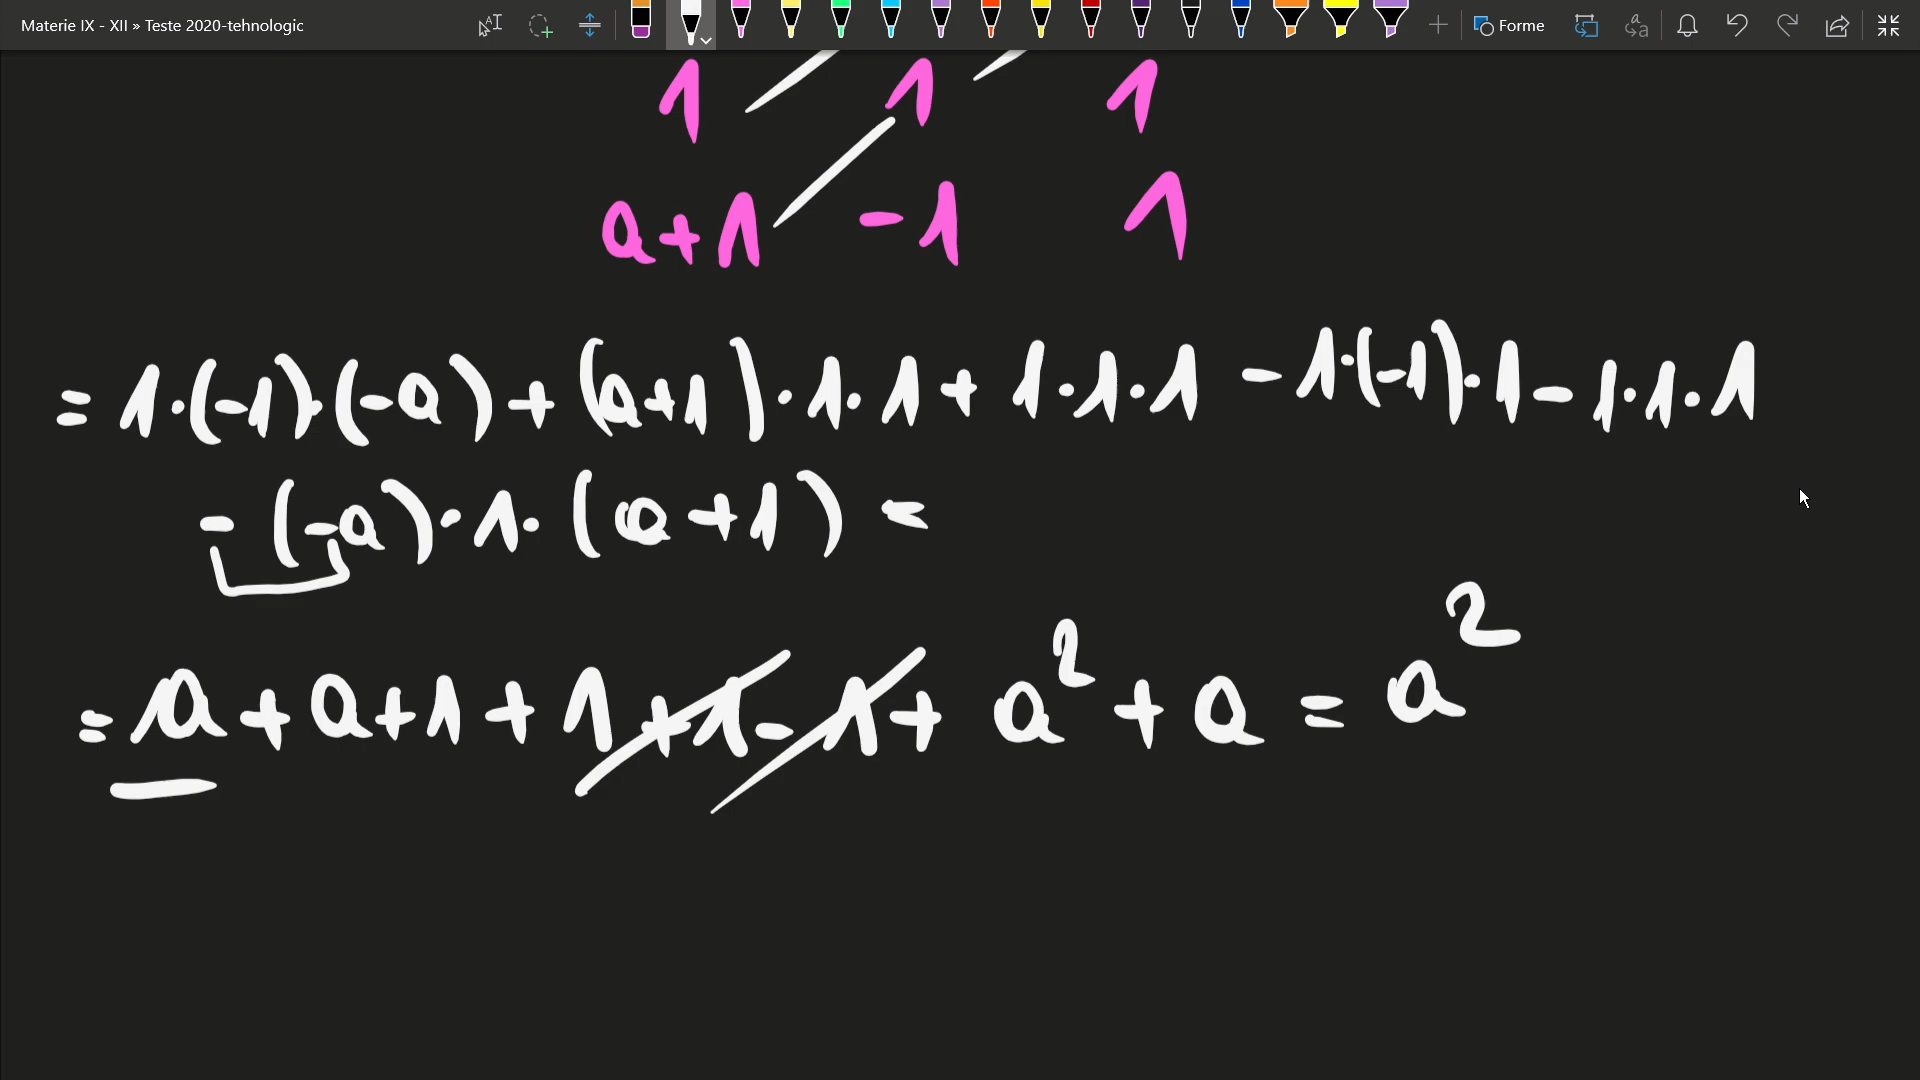 Materie IX - XII » Teste 2020-tehnologic
Forme
1 1 1
a+1 -1 1
= 1·(-1)·(-a) + (a+1)·1·1 + 1·1·1 - 1·(-1)·1 - 1·1·1
- (-a)·1·(a+1) =
= a + a + 1 + 1 + 1 - 1 + a² + a = a²